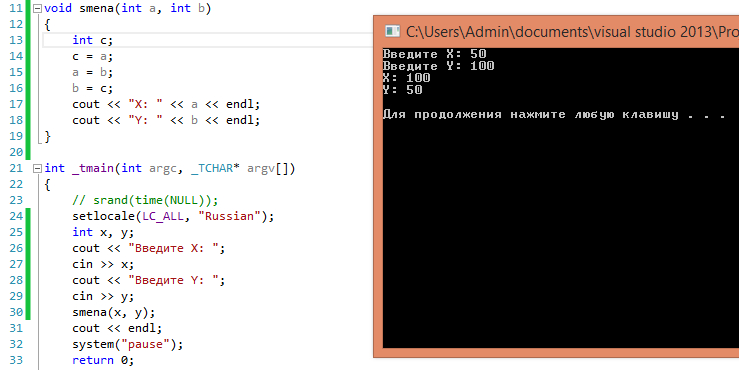 11 void smena(int a, int b)
12 {
13 int c;
14 c = a;
15 a = b;
16 b = c;
17 cout << "X: " << a << endl;
18 cout << "Y: " << b << endl;
19 }
20
21 int _tmain(int argc, _TCHAR* argv[])
22 {
23 // srand(time(NULL));
24 setlocale(LC_ALL, "Russian");
25 int x, y;
26 cout << "Введите X: ";
27 cin >> x;
28 cout << "Введите Y: ";
29 cin >> y;
30 smena(x, y);
31 cout << endl;
32 system("pause");
33 return 0;
C:\Users\Admin\documents\visual studio 2013\Pro
Введите X: 50
Введите Y: 100
X: 100
Y: 50
Для продолжения нажмите любую клавишу . . .